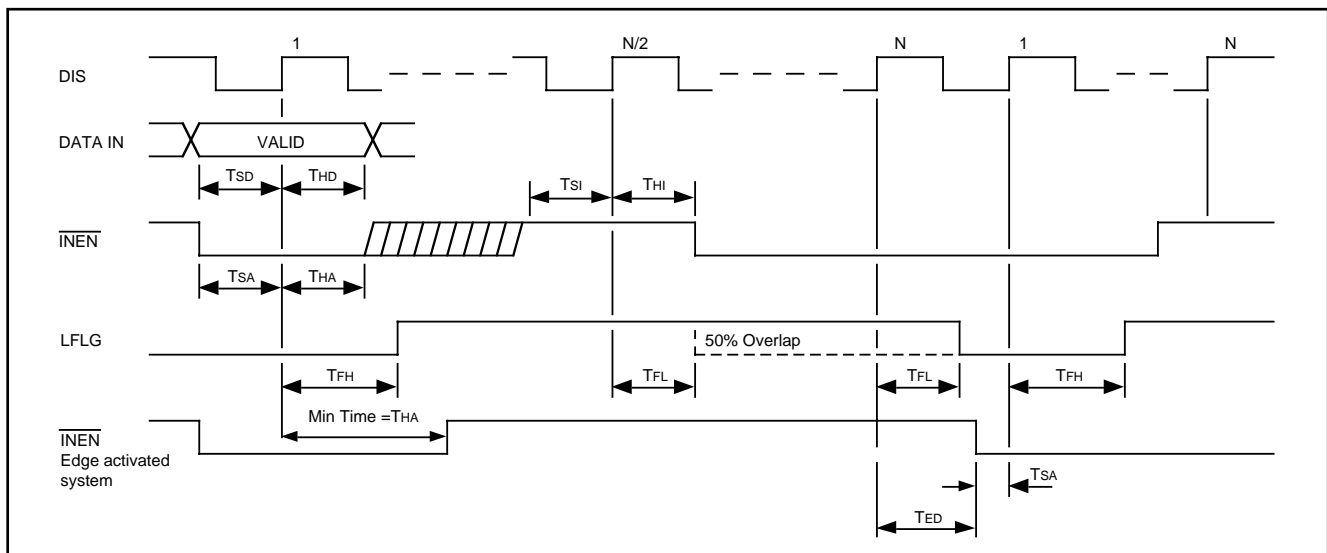 1 N/2 N 1 N
DIS
DATA IN VALID
TSD THD TSI THI
INEN
TSA THA
LFLG 50% Overlap
TFH TFL TFL TFH
Min Time =THA
INEN
Edge activated
system
TSA
TED